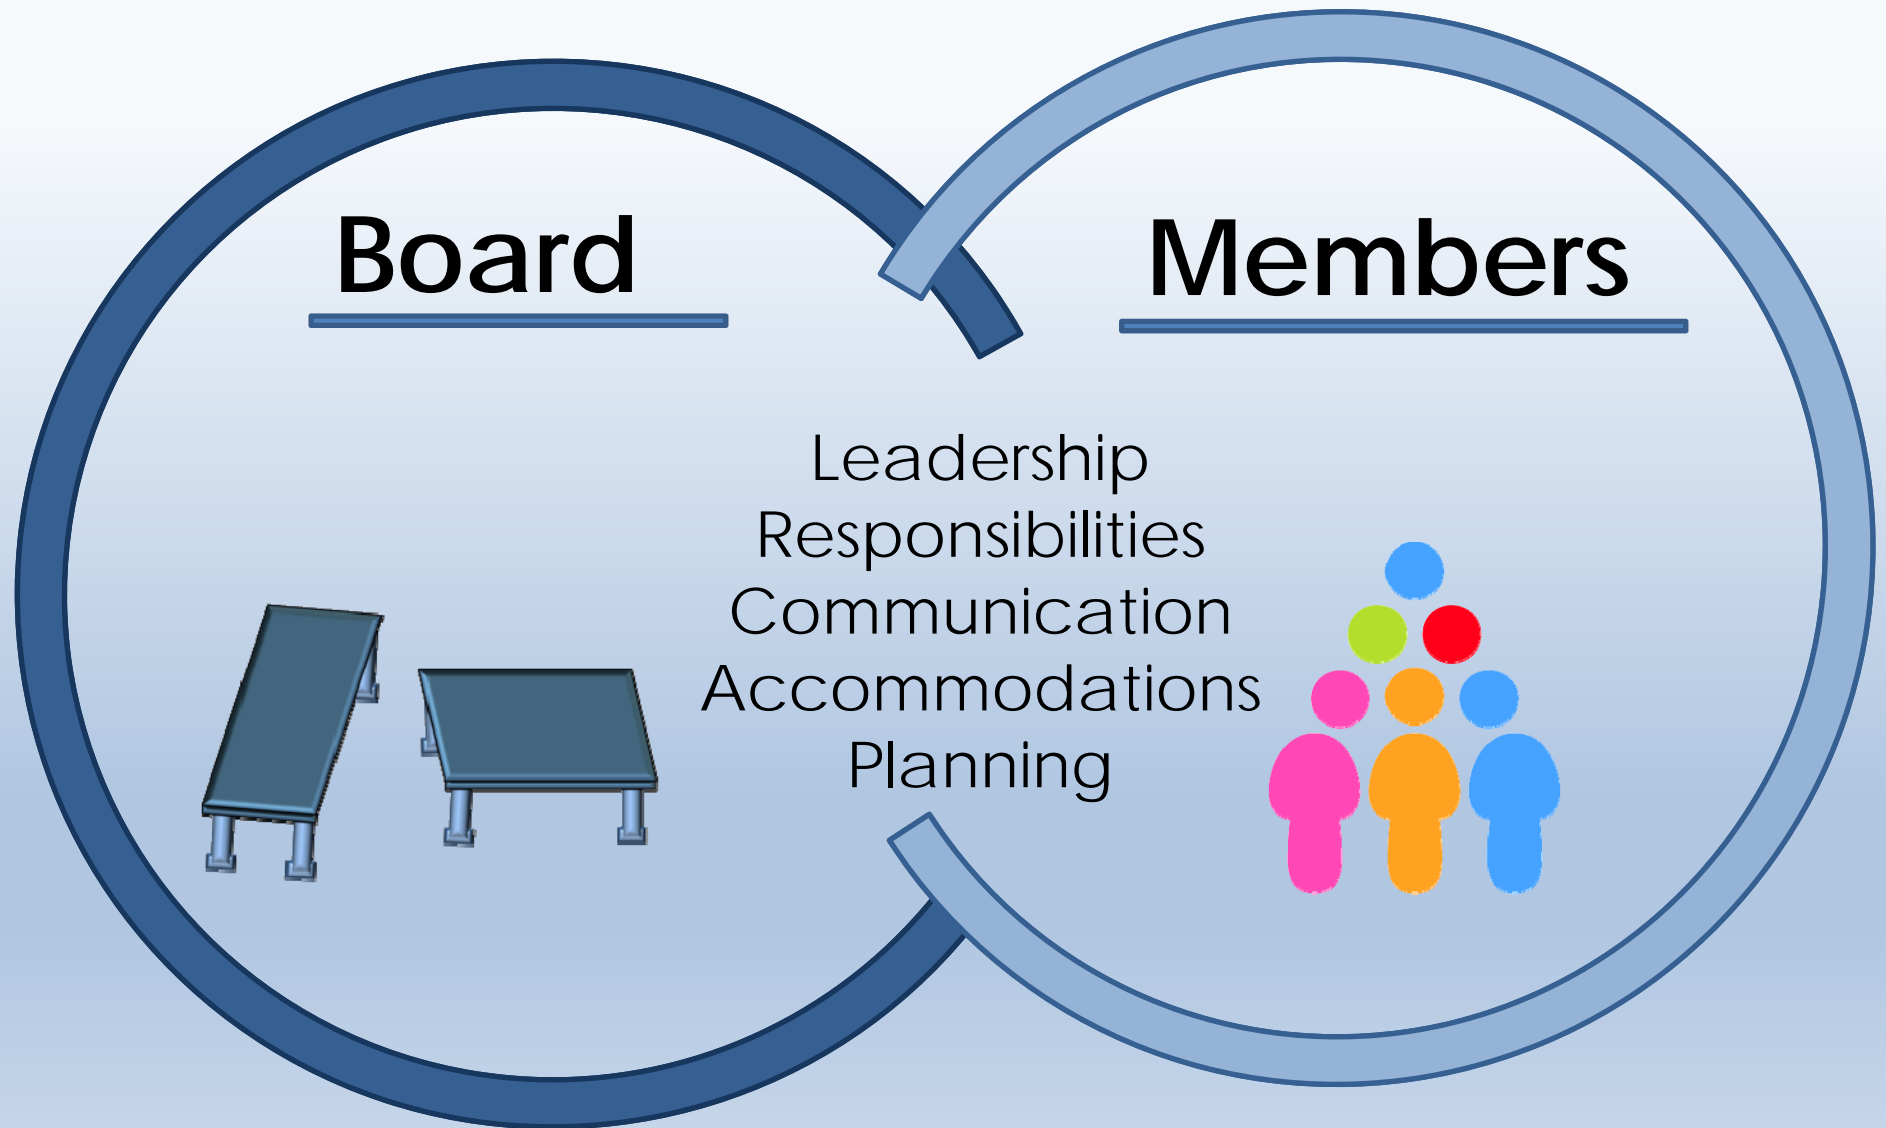 Board
Members
Leadership
Responsibilities
Communication
Accommodations
Planning